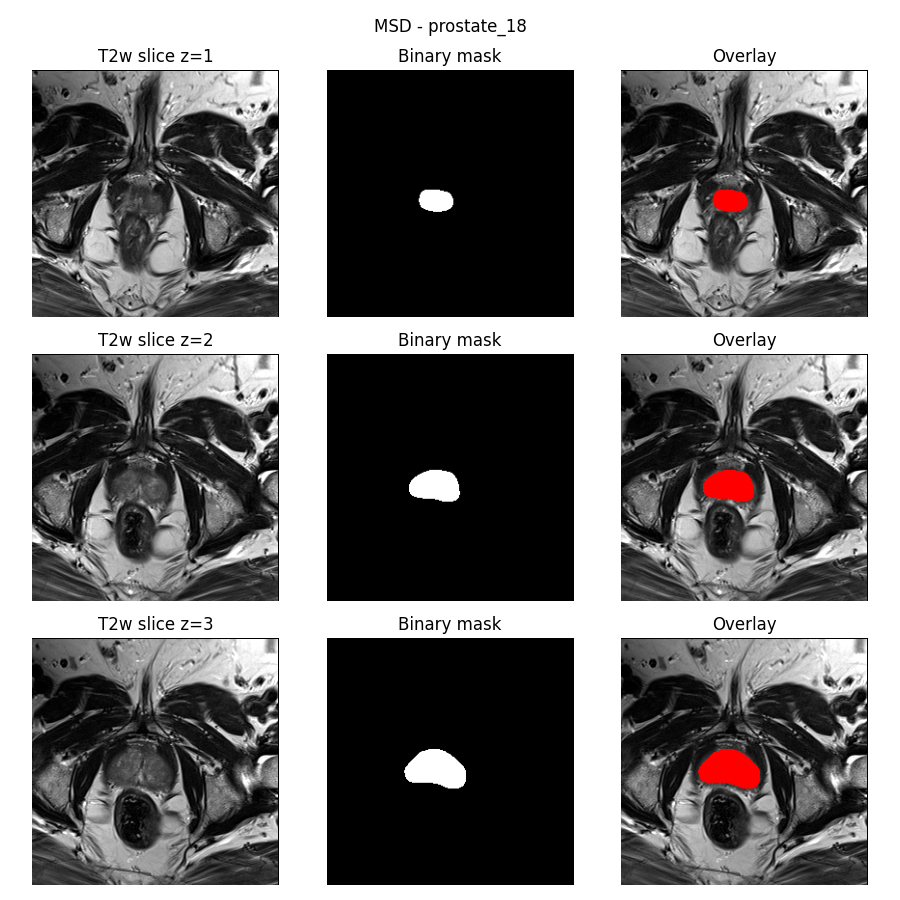 MSD - prostate_18
T2w slice z=1
Binary mask
Overlay
T2w slice z=2
Binary mask
Overlay
T2w slice z=3
Binary mask
Overlay